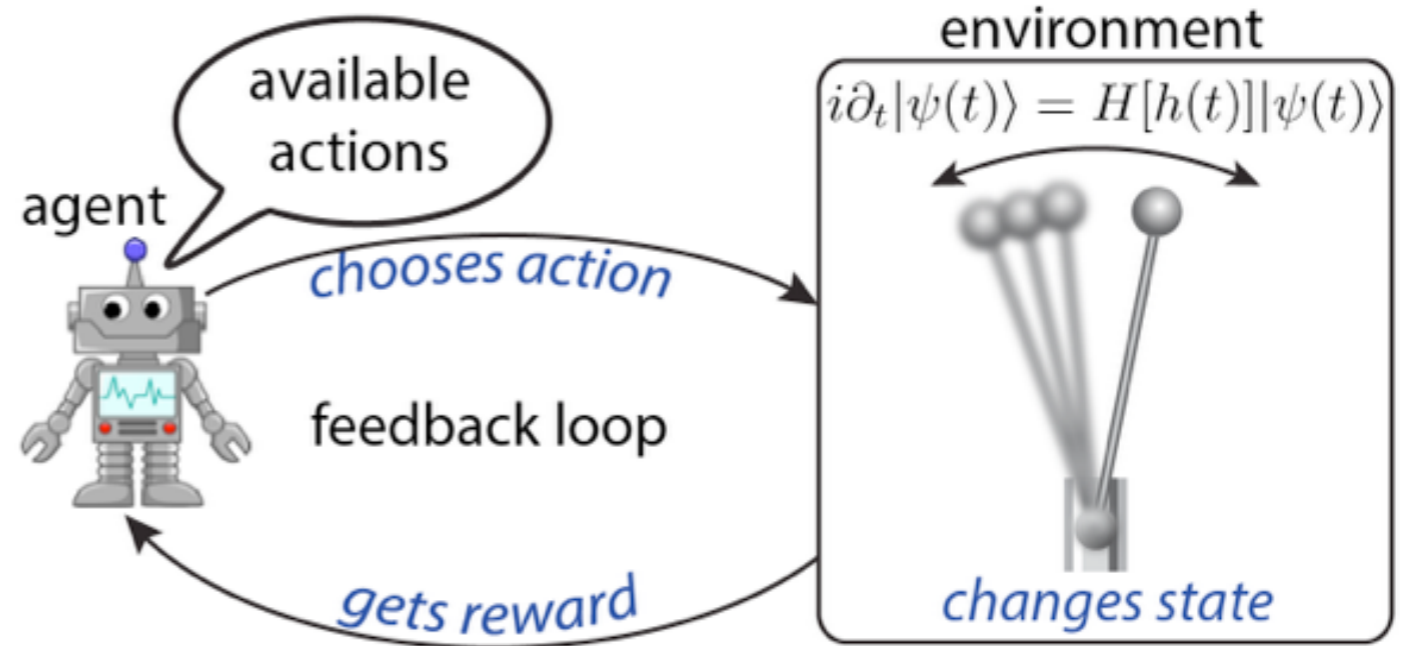 environment
available
actions
i∂ₜ|ψ(t)⟩ = H[h(t)]|ψ(t)⟩
agent
chooses action
feedback loop
gets reward
changes state